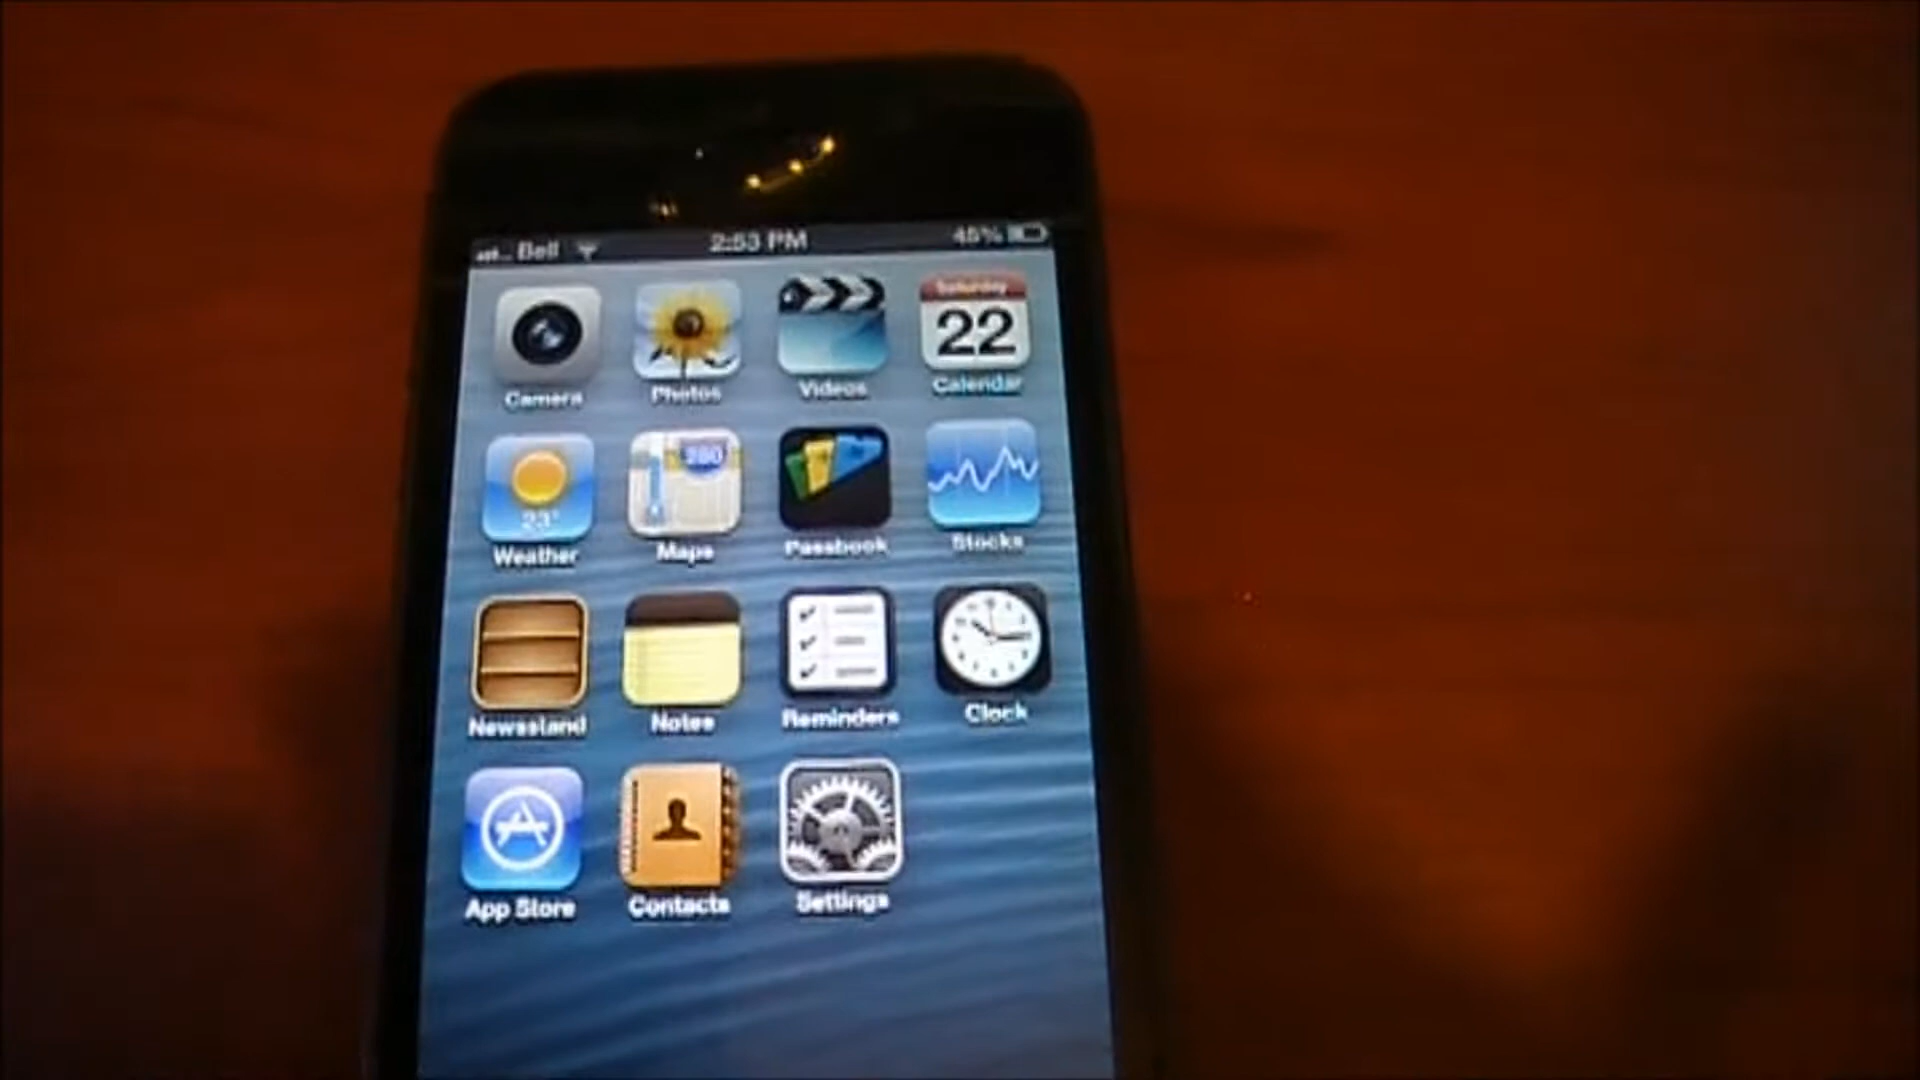 Bell 2:53 PM 45%
Saturday
22
Camera Photos Videos Calendar
280
23°
Weather Maps Passbook Stocks
Newsstand Notes Reminders Clock
App Store Contacts Settings